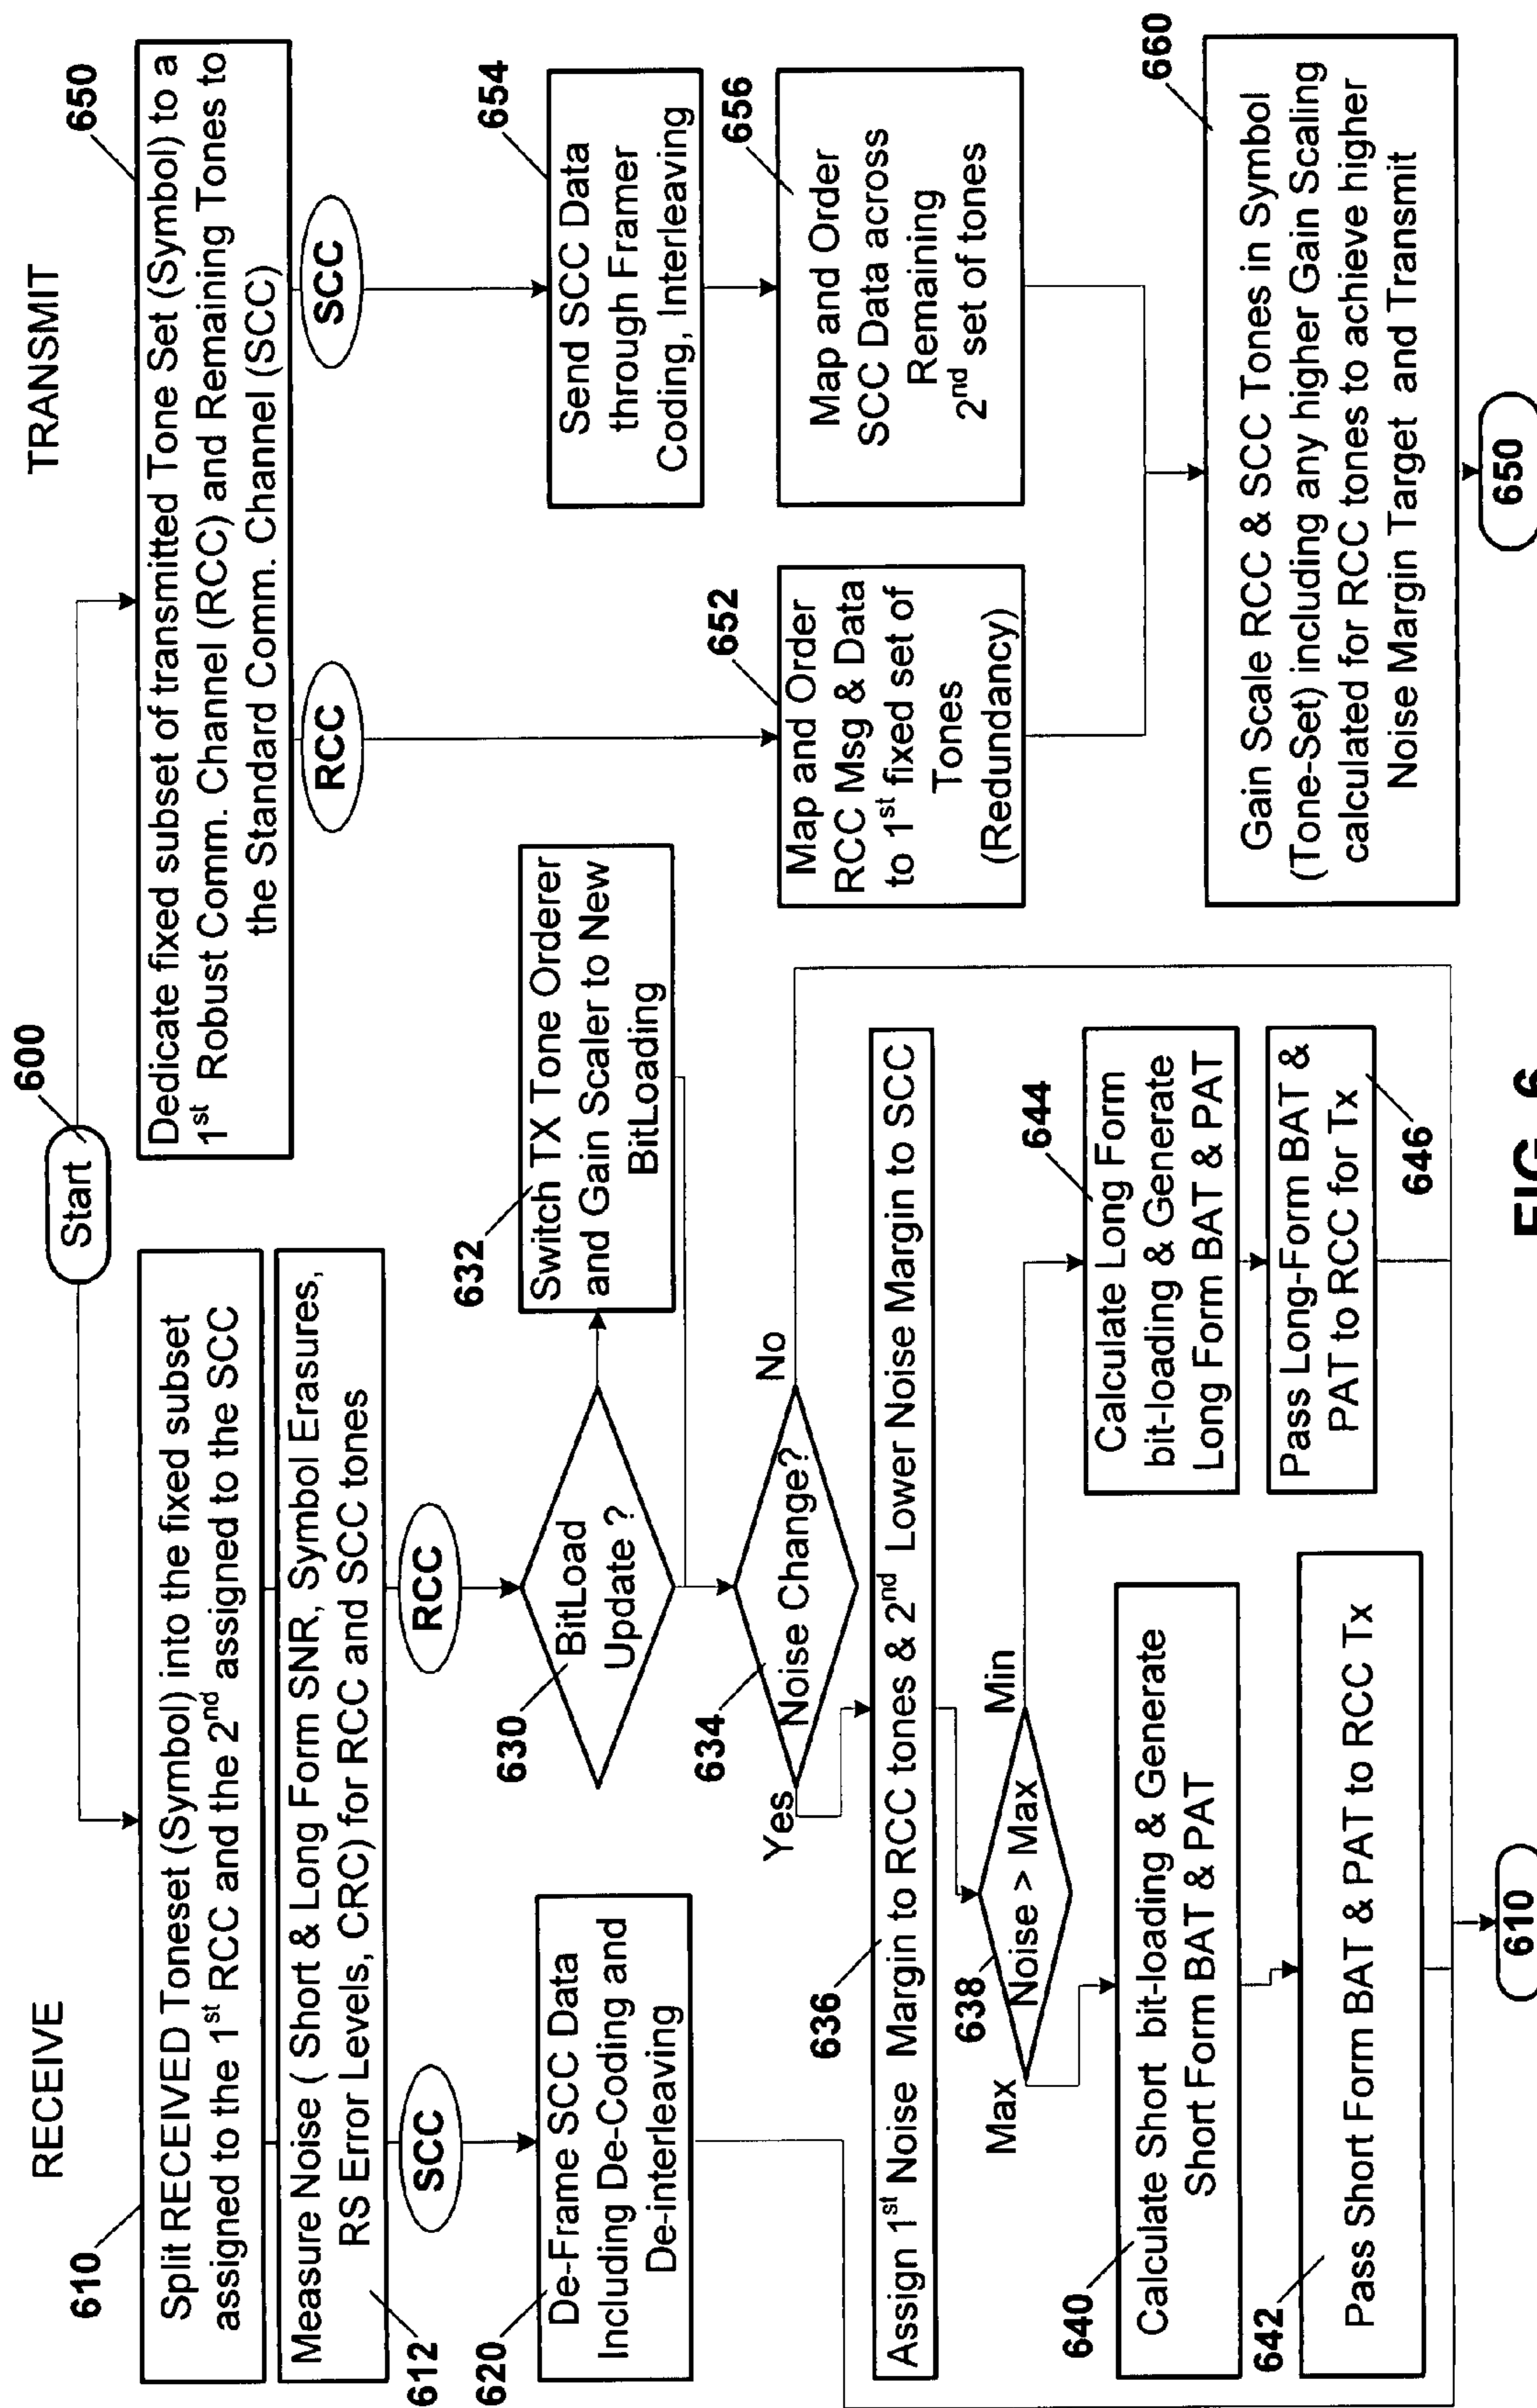 RECEIVE
TRANSMIT
600
Start
610
Split RECEIVED Toneset (Symbol) into the fixed subset
assigned to the 1st RCC and the 2nd assigned to the SCC
612
Measure Noise ( Short & Long Form SNR, Symbol Erasures,
RS Error Levels, CRC) for RCC and SCC tones
SCC
RCC
620
De-Frame SCC Data
Including De-Coding and
De-interleaving
630
BitLoad
Update ?
632
Switch TX Tone Orderer
and Gain Scaler to New
BitLoading
634
Noise Change?
Yes
No
636
Assign 1st Noise Margin to RCC tones & 2nd Lower Noise Margin to SCC
638
Noise > Max
Max
Min
640
Calculate Short bit-loading & Generate
Short Form BAT & PAT
642
Pass Short Form BAT & PAT to RCC Tx
644
Calculate Long Form
bit-loading & Generate
Long Form BAT & PAT
646
Pass Long-Form BAT &
PAT to RCC for Tx
610
650
Dedicate fixed subset of transmitted Tone Set (Symbol) to a
1st Robust Comm. Channel (RCC) and Remaining Tones to
the Standard Comm. Channel (SCC)
RCC
SCC
652
Map and Order
RCC Msg & Data
to 1st fixed set of
Tones
(Redundancy)
654
Send SCC Data
through Framer
Coding, Interleaving
656
Map and Order
SCC Data across
Remaining
2nd set of tones
660
Gain Scale RCC & SCC Tones in Symbol
(Tone-Set) including any higher Gain Scaling
calculated for RCC tones to achieve higher
Noise Margin Target and Transmit
650
FIG. 6